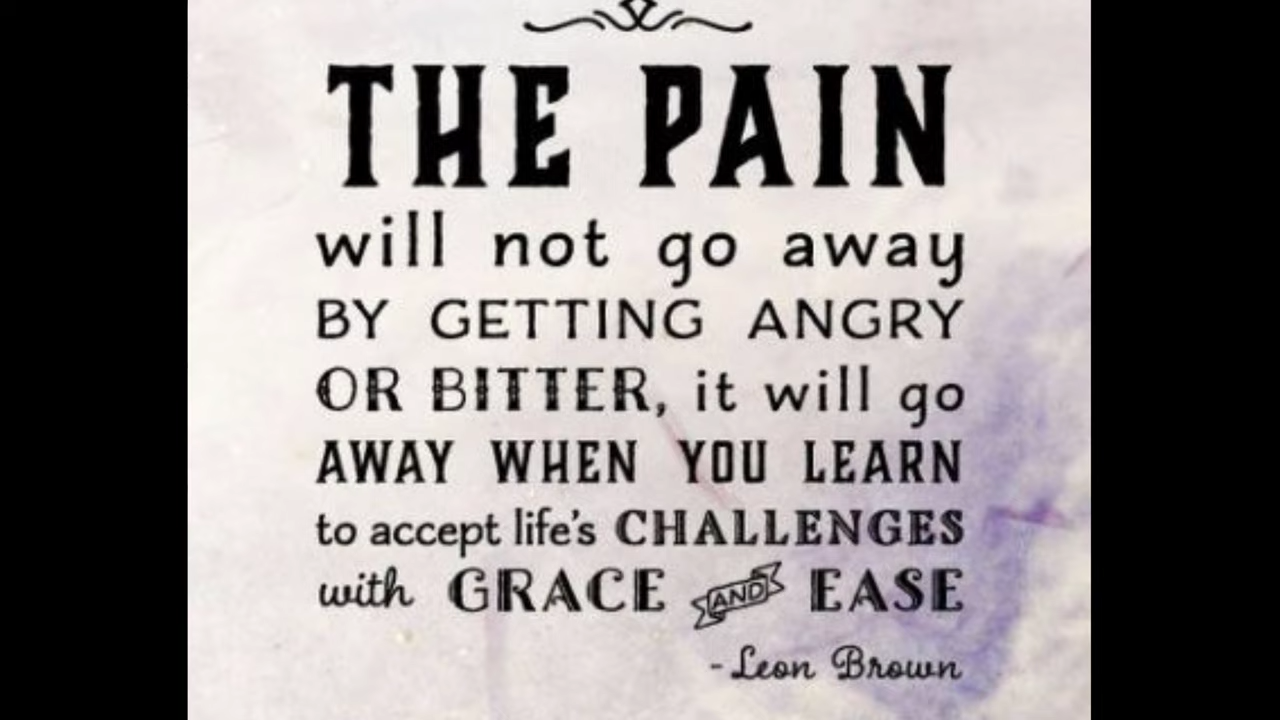 THE PAIN
will not go away
BY GETTING ANGRY
OR BITTER, it will go
AWAY WHEN YOU LEARN
to accept life's CHALLENGES
with GRACE AND EASE
-Leon Brown